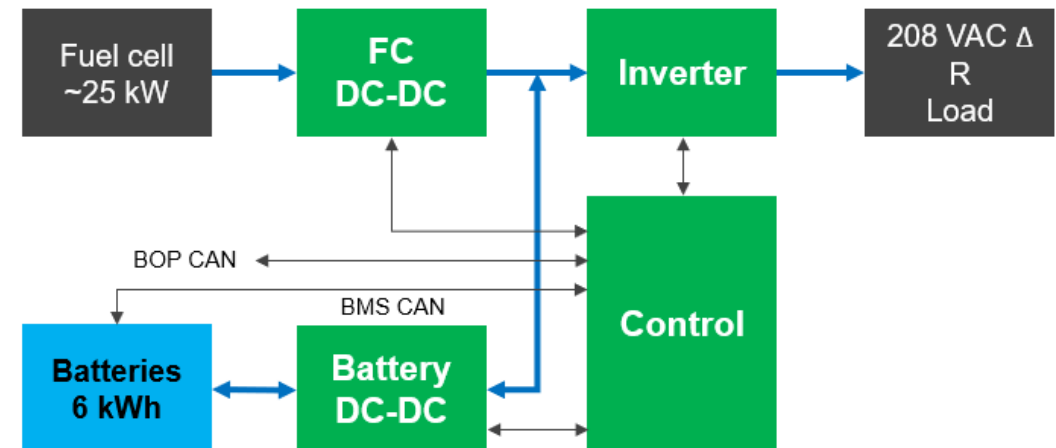 Fuel cell
~25 kW
FC
DC-DC
Inverter
208 VAC Δ
R
Load
BOP CAN
BMS CAN
Control
Batteries
6 kWh
Battery
DC-DC